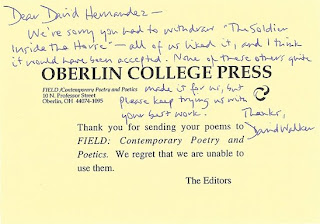 Dear David Hernandez —
We're sorry you had to withdraw "The Soldier
Inside the Horse" — all of us liked it, and I think
it would have been accepted. None of these others quite
OBERLIN COLLEGE PRESS
made it for us, but
please keep trying us with
your best work.
Thanks,
David Walker
FIELD: Contemporary Poetry and Poetics
10 N. Professor Street
Oberlin, OH 44074-1095
Thank you for sending your poems to
FIELD: Contemporary Poetry and
Poetics. We regret that we are unable to
use them.
The Editors